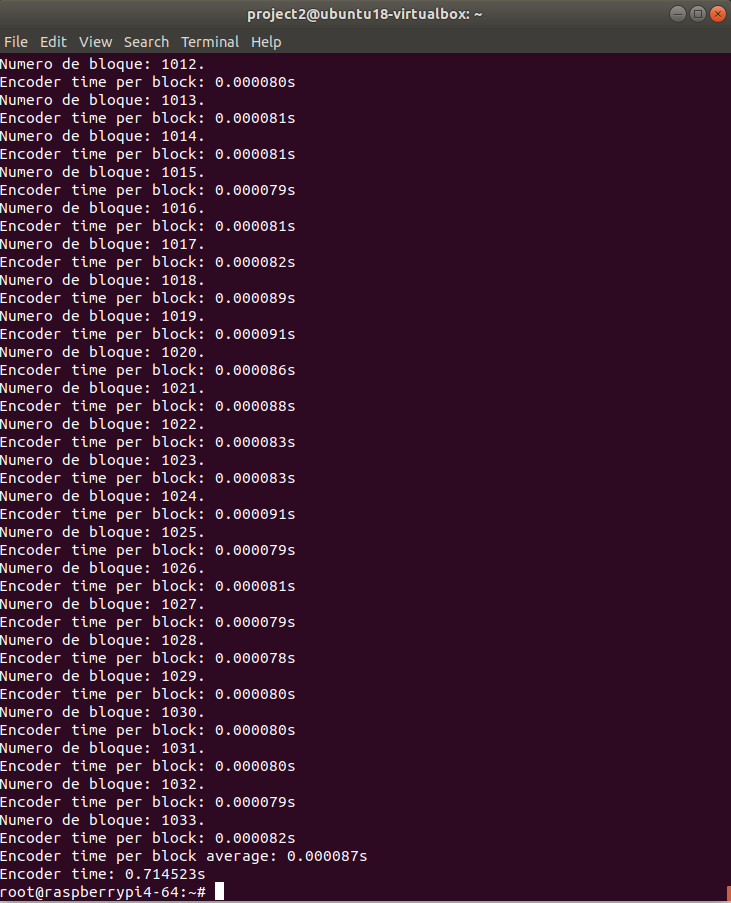 project2@ubuntu18-virtualbox: ~
File Edit View Search Terminal Help
Numero de bloque: 1012.
Encoder time per block: 0.000080s
Numero de bloque: 1013.
Encoder time per block: 0.000081s
Numero de bloque: 1014.
Encoder time per block: 0.000081s
Numero de bloque: 1015.
Encoder time per block: 0.000079s
Numero de bloque: 1016.
Encoder time per block: 0.000081s
Numero de bloque: 1017.
Encoder time per block: 0.000082s
Numero de bloque: 1018.
Encoder time per block: 0.000089s
Numero de bloque: 1019.
Encoder time per block: 0.000091s
Numero de bloque: 1020.
Encoder time per block: 0.000086s
Numero de bloque: 1021.
Encoder time per block: 0.000088s
Numero de bloque: 1022.
Encoder time per block: 0.000083s
Numero de bloque: 1023.
Encoder time per block: 0.000083s
Numero de bloque: 1024.
Encoder time per block: 0.000091s
Numero de bloque: 1025.
Encoder time per block: 0.000079s
Numero de bloque: 1026.
Encoder time per block: 0.000081s
Numero de bloque: 1027.
Encoder time per block: 0.000079s
Numero de bloque: 1028.
Encoder time per block: 0.000078s
Numero de bloque: 1029.
Encoder time per block: 0.000080s
Numero de bloque: 1030.
Encoder time per block: 0.000080s
Numero de bloque: 1031.
Encoder time per block: 0.000080s
Numero de bloque: 1032.
Encoder time per block: 0.000079s
Numero de bloque: 1033.
Encoder time per block: 0.000082s
Encoder time per block average: 0.000087s
Encoder time: 0.714523s
root@raspberrypi4-64:~#